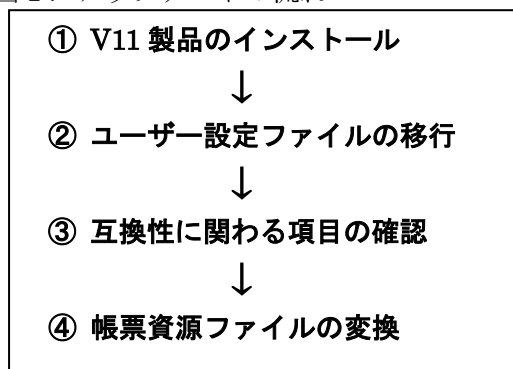 ① V11 製品のインストール
↓
② ユーザー設定ファイルの移行
↓
③ 互換性に関わる項目の確認
↓
④ 帳票資源ファイルの変換